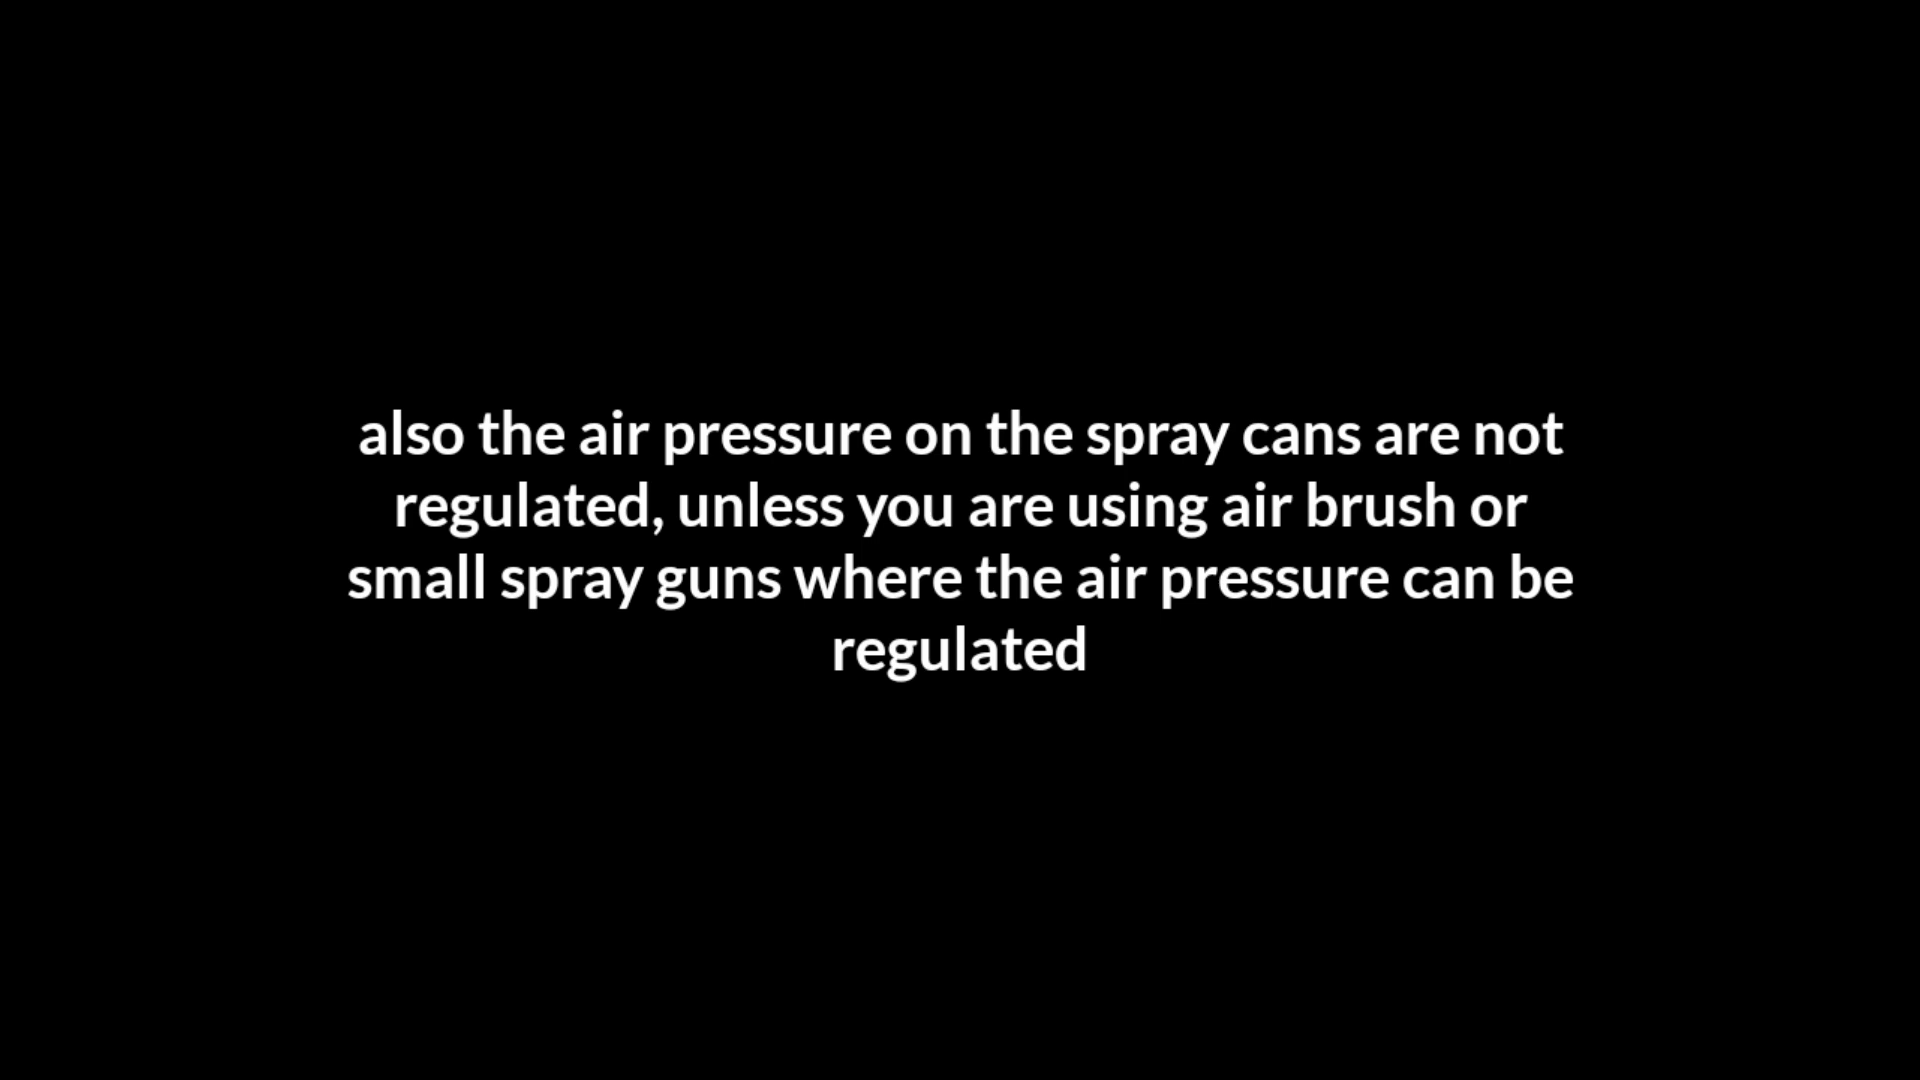 also the air pressure on the spray cans are not
regulated, unless you are using air brush or
small spray guns where the air pressure can be
regulated